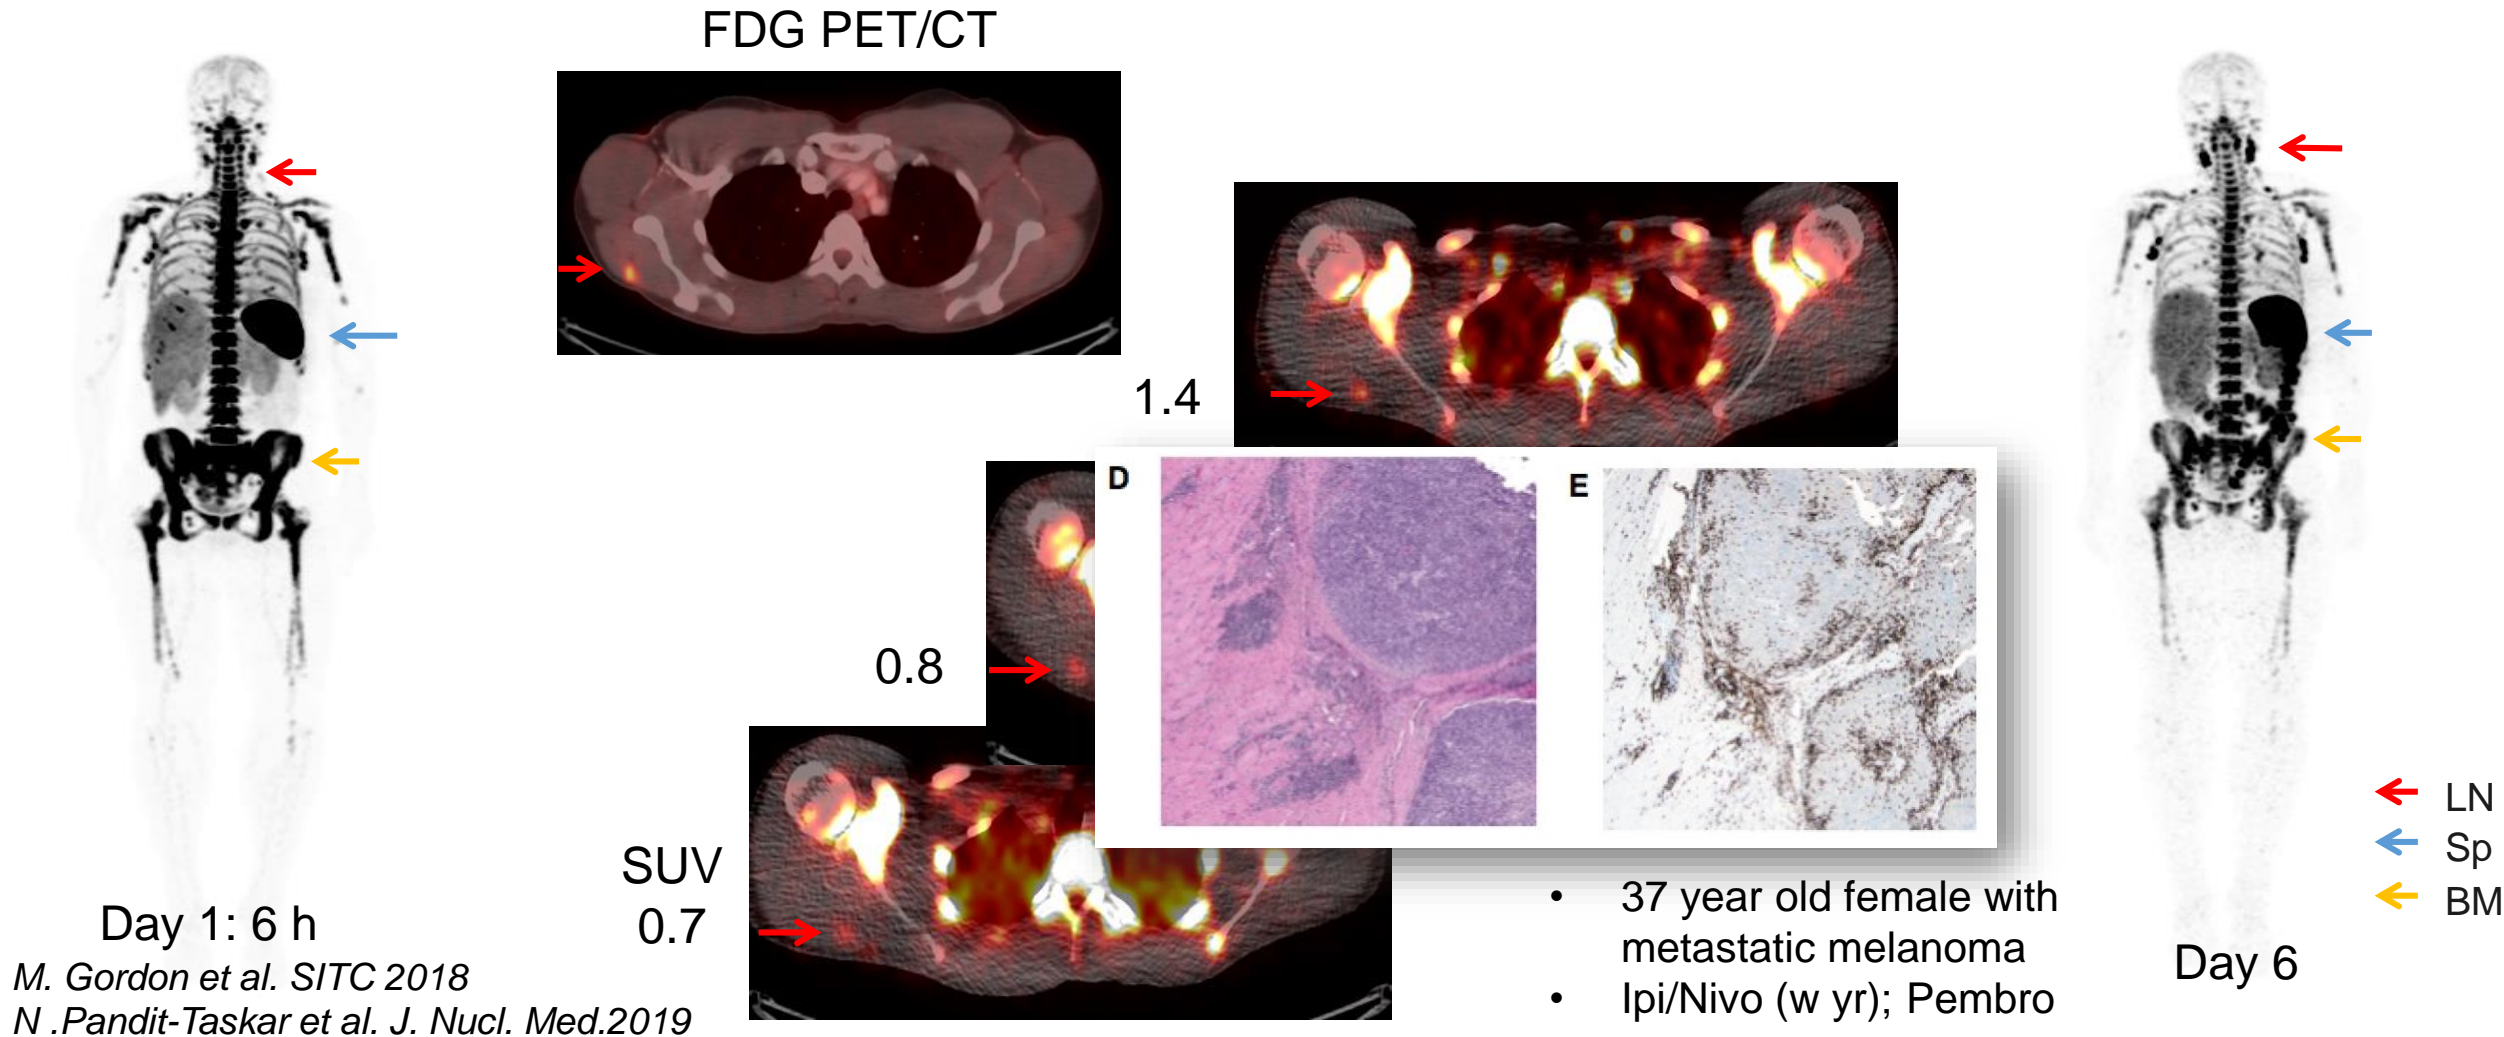 FDG PET/CT
1.4
D
E
0.8
SUV
0.7
Day 1: 6 h
M. Gordon et al. SITC 2018
N .Pandit-Taskar et al. J. Nucl. Med.2019
• 37 year old female with
metastatic melanoma
• Ipi/Nivo (w yr); Pembro
Day 6
LN
Sp
BM